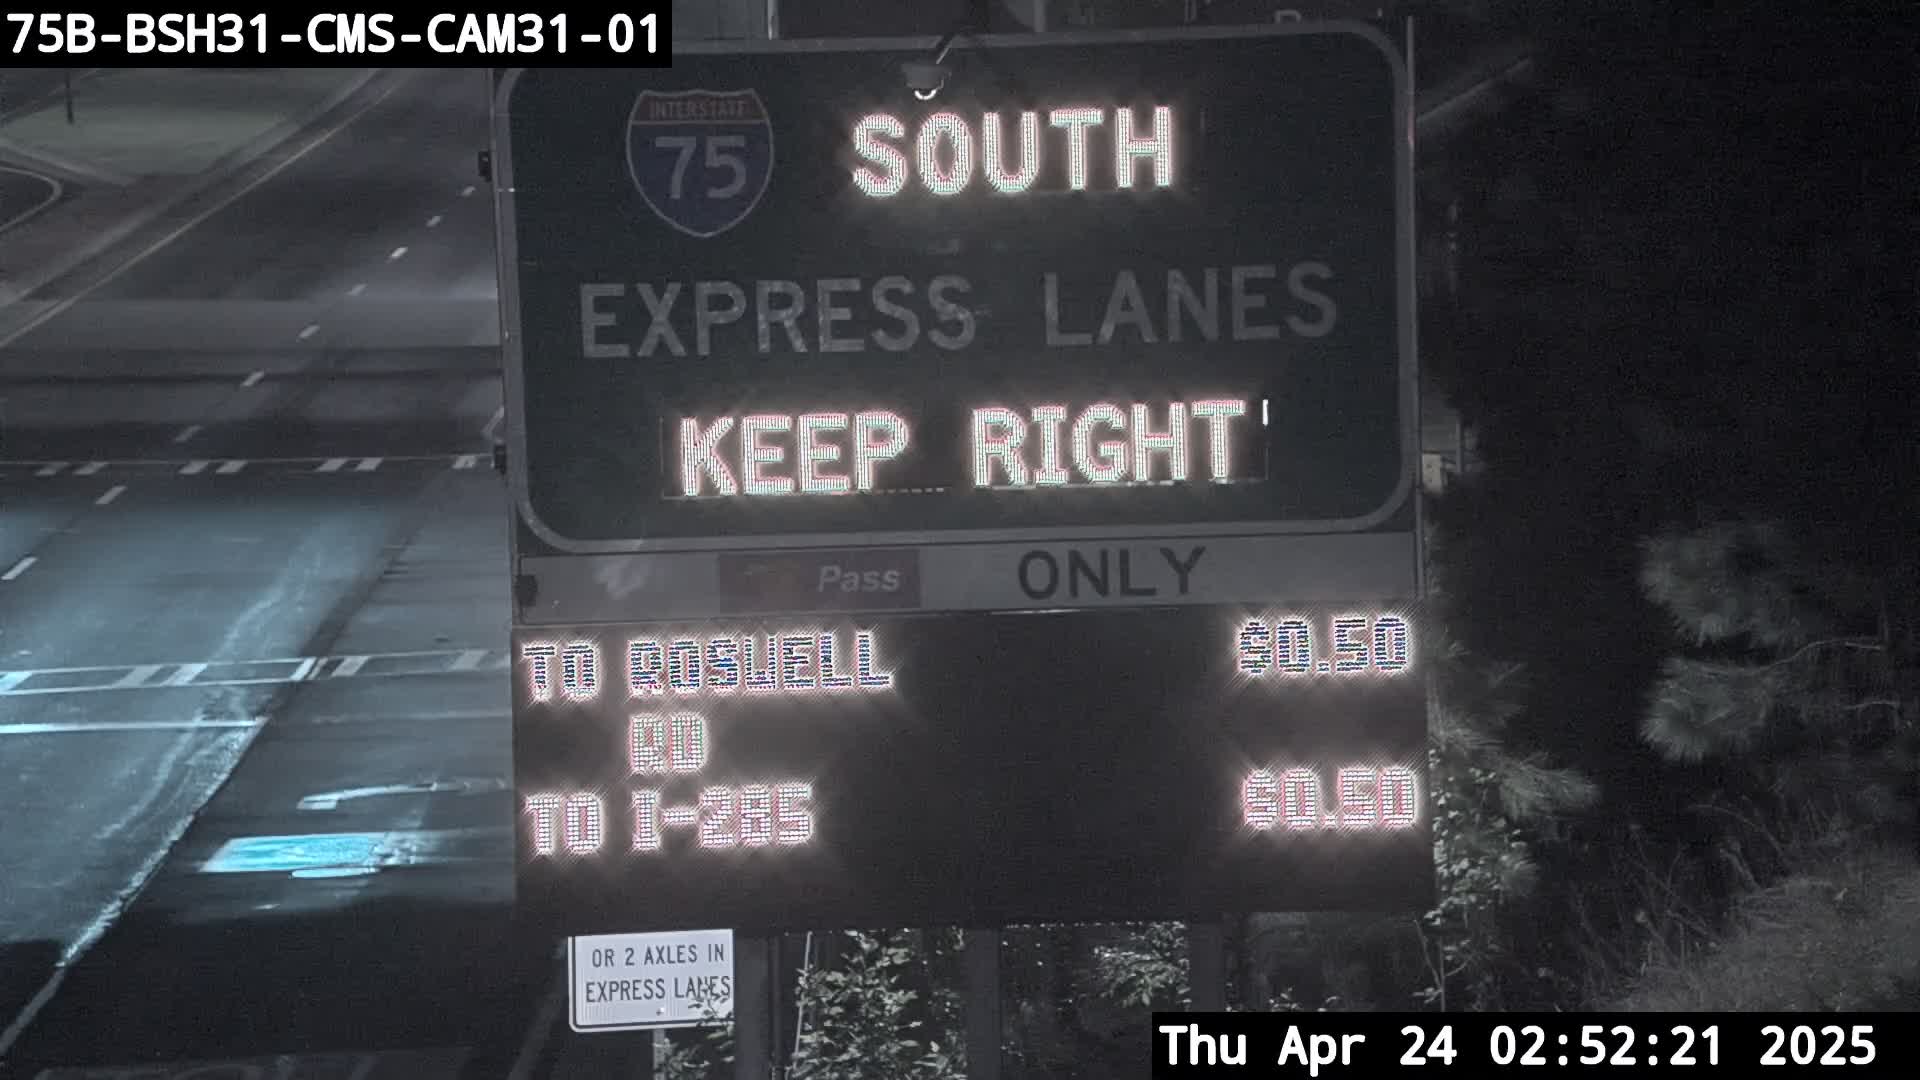 75B-BSH31-CMS-CAM31-01
INTERSTATE
75
SOUTH
EXPRESS LANES
KEEP RIGHT
Pass ONLY
TO ROSWELL $0.50
RD
TO I-285 $0.50
OR 2 AXLES IN
EXPRESS LANES
Thu Apr 24 02:52:21 2025